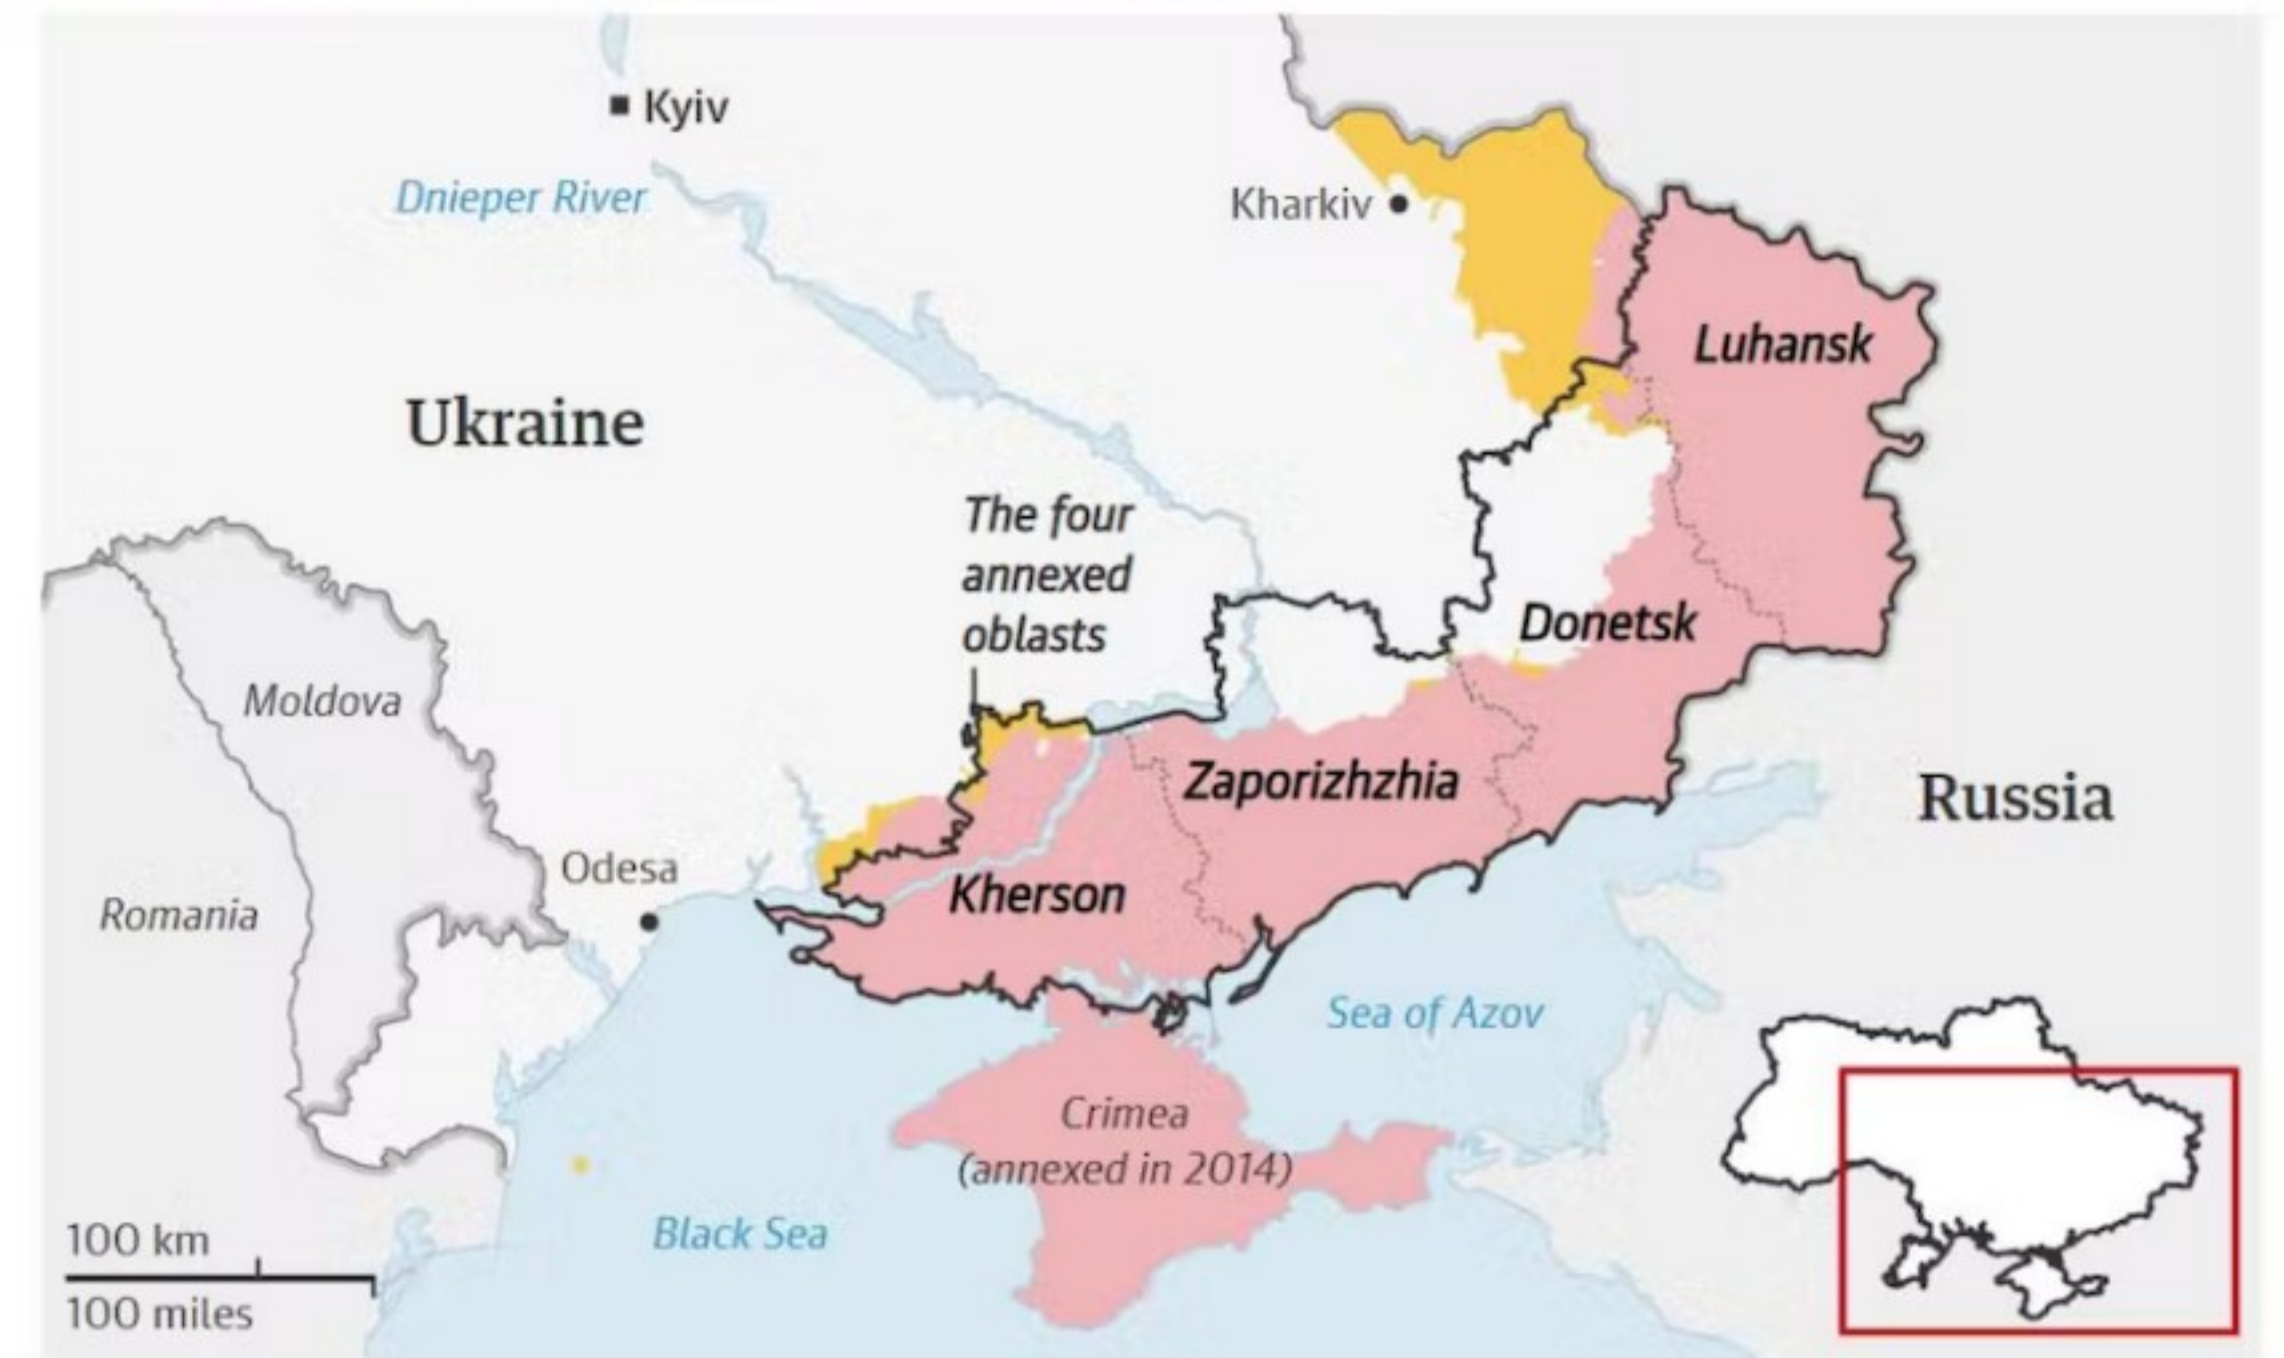 Kyiv
Dnieper River
Kharkiv
Luhansk
Ukraine
The four
annexed
oblasts
Donetsk
Moldova
Zaporizhzhia
Russia
Odesa
Kherson
Romania
Sea of Azov
Crimea
(annexed in 2014)
Black Sea
100 km
100 miles